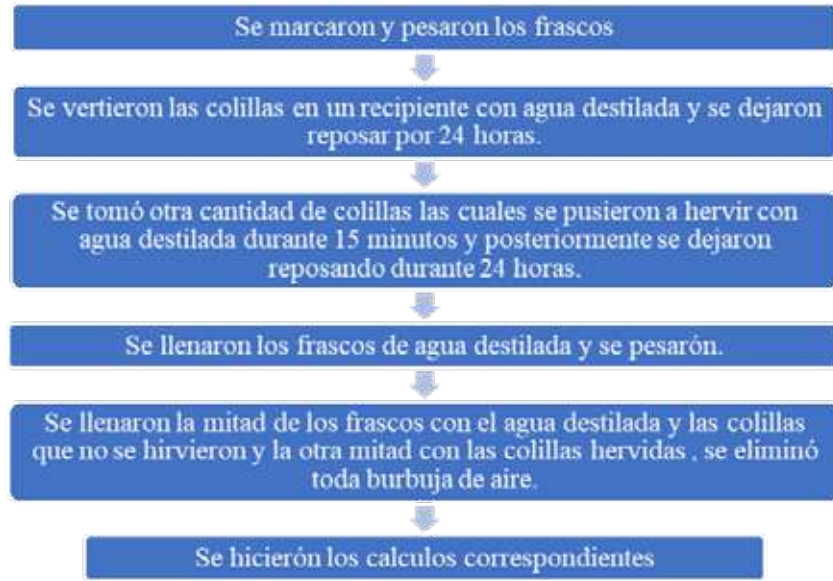 Se marcaron y pesaron los frascos
Se vertieron las colillas en un recipiente con agua destilada y se dejaron
reposar por 24 horas.
Se tomó otra cantidad de colillas las cuales se pusieron a hervir con
agua destilada durante 15 minutos y posteriormente se dejaron
reposando durante 24 horas.
Se llenaron los frascos de agua destilada y se pesarón.
Se llenaron la mitad de los frascos con el agua destilada y las colillas
que no se hirvieron y la otra mitad con las colillas hervidas , se eliminó
toda burbuja de aire.
Se hicierón los calculos correspondientes